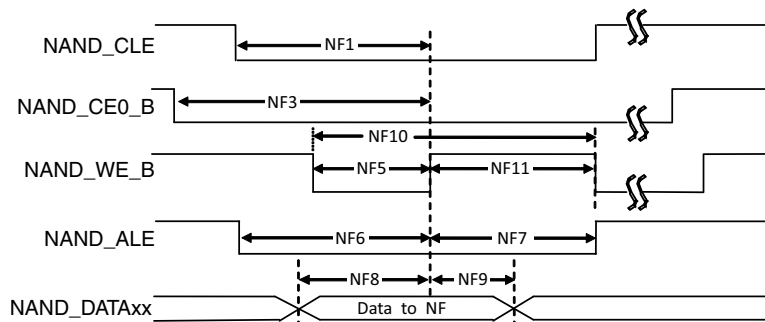 NAND_CLE
NF1
NAND_CE0_B
NF3
NF10
NAND_WE_B
NF5
NF11
NAND_ALE
NF6
NF7
NF8
NF9
NAND_DATAxx
Data to NF